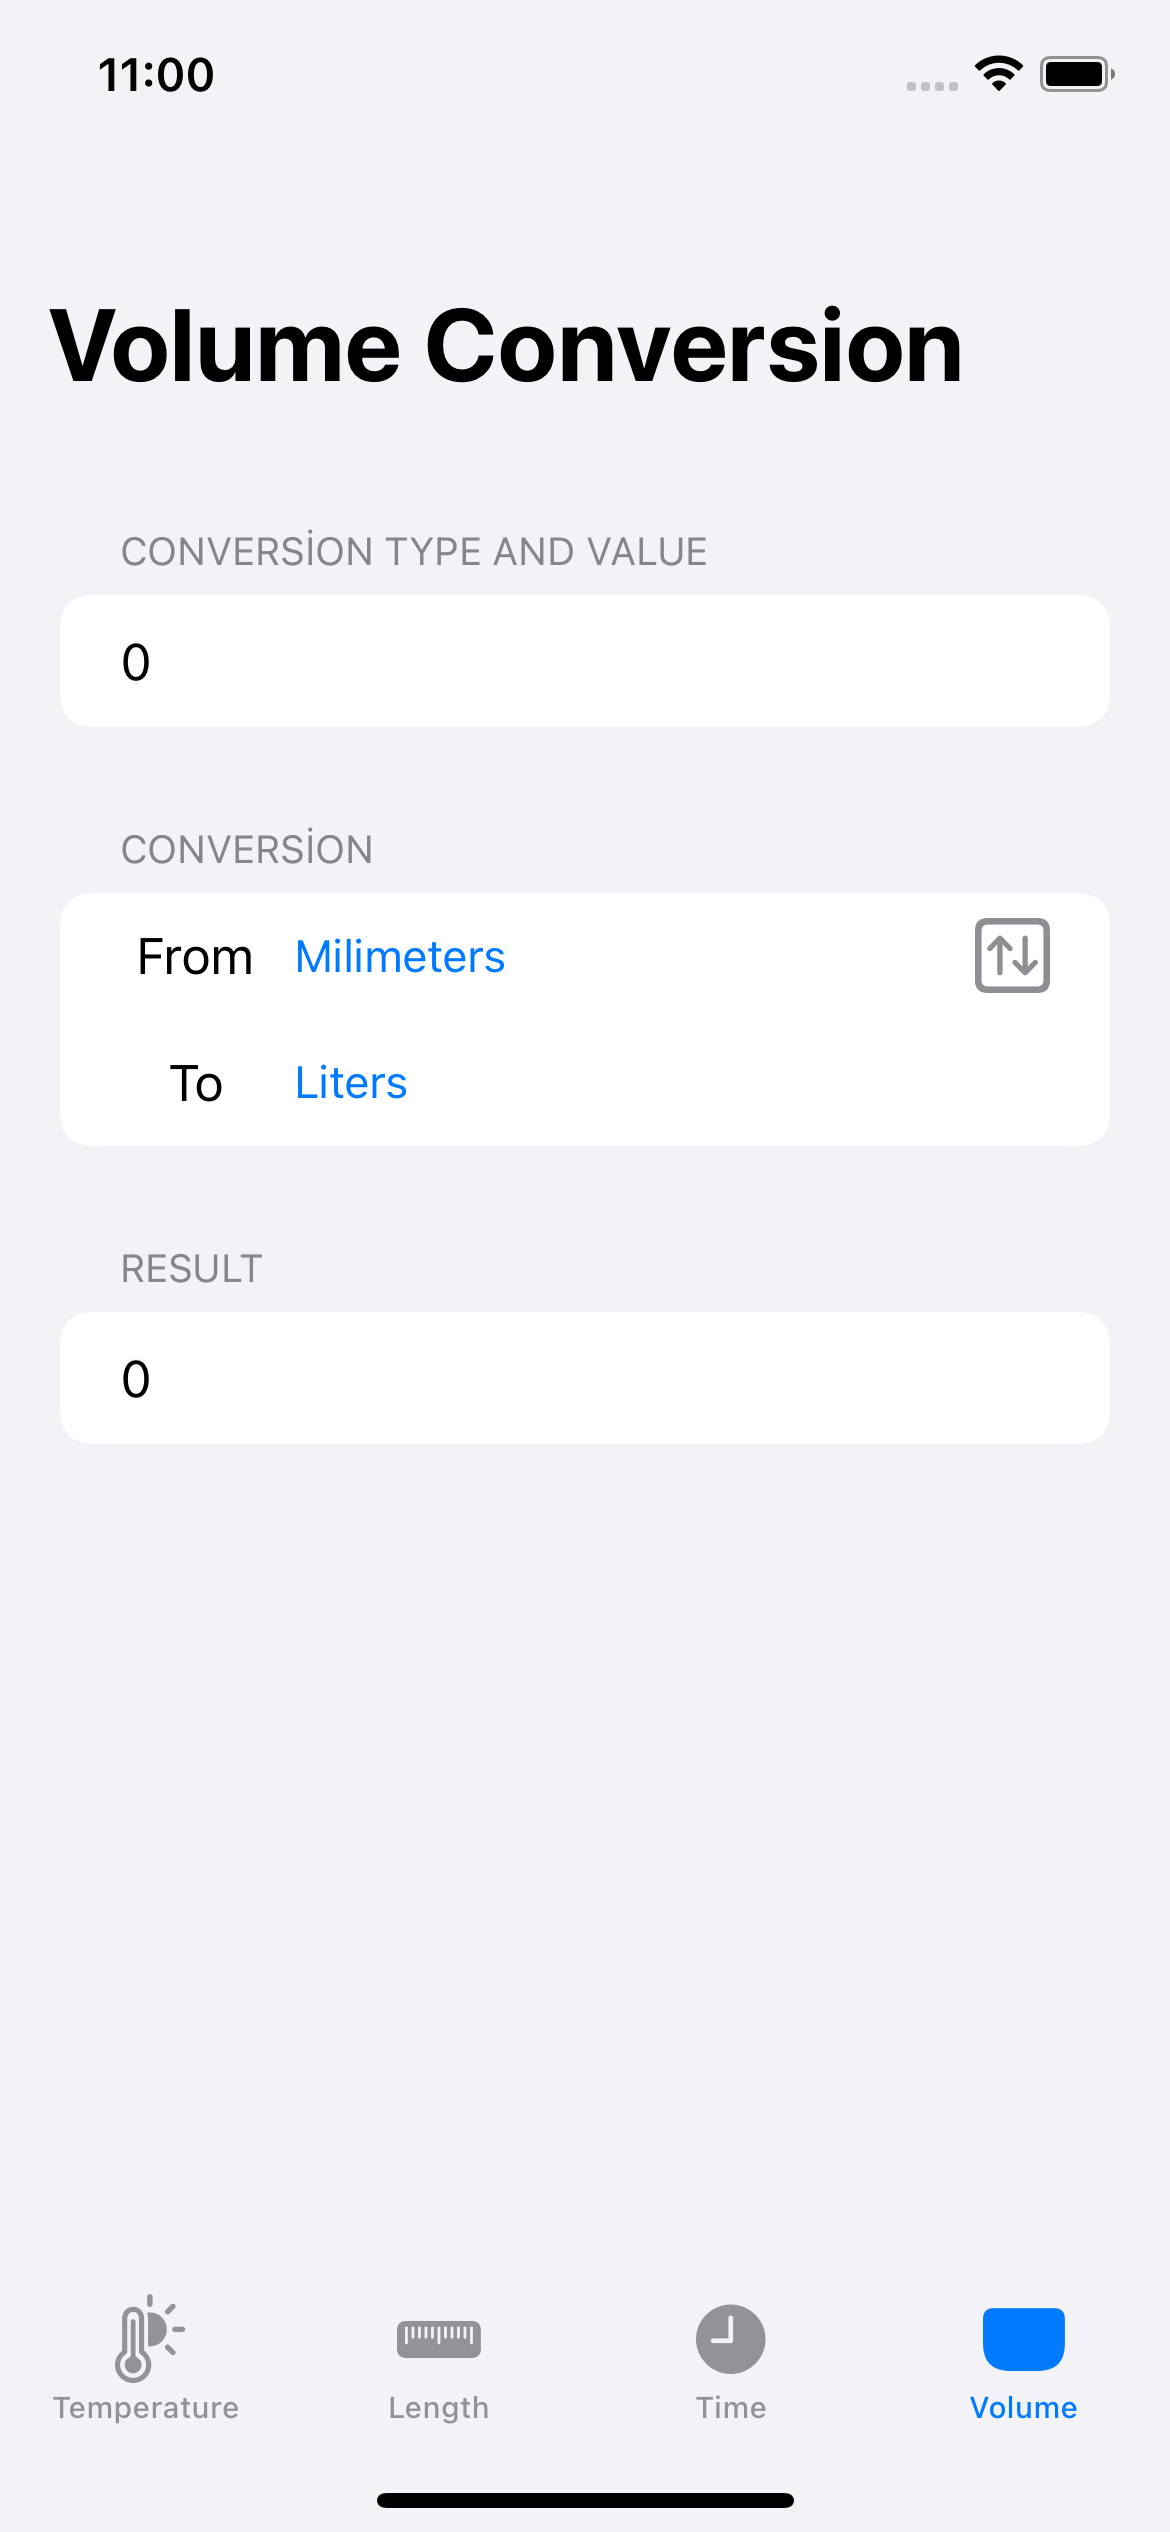 11:00
Volume Conversion
CONVERSİON TYPE AND VALUE
0
CONVERSİON
From Milimeters
To Liters
RESULT
0
Temperature Length Time Volume